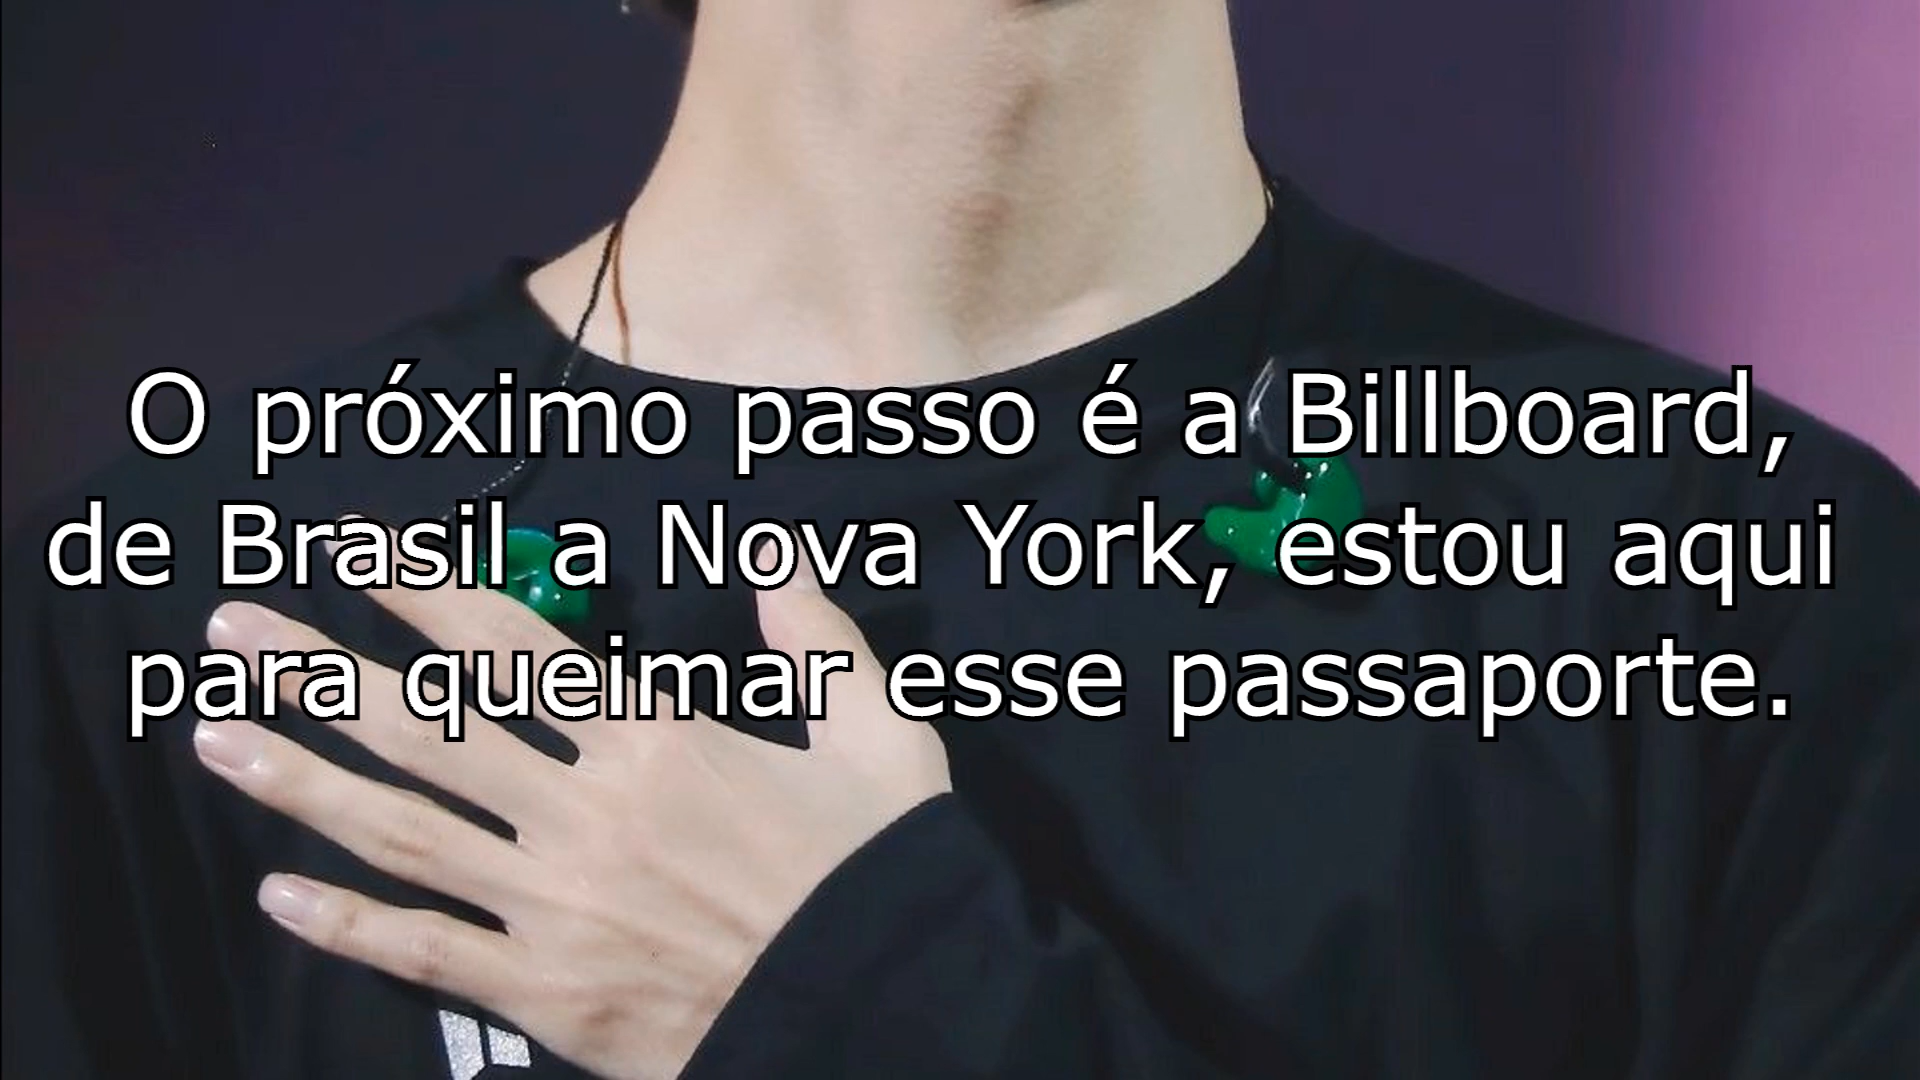 O próximo passo é a Billboard,
de Brasil a Nova York, estou aqui
para queimar esse passaporte.